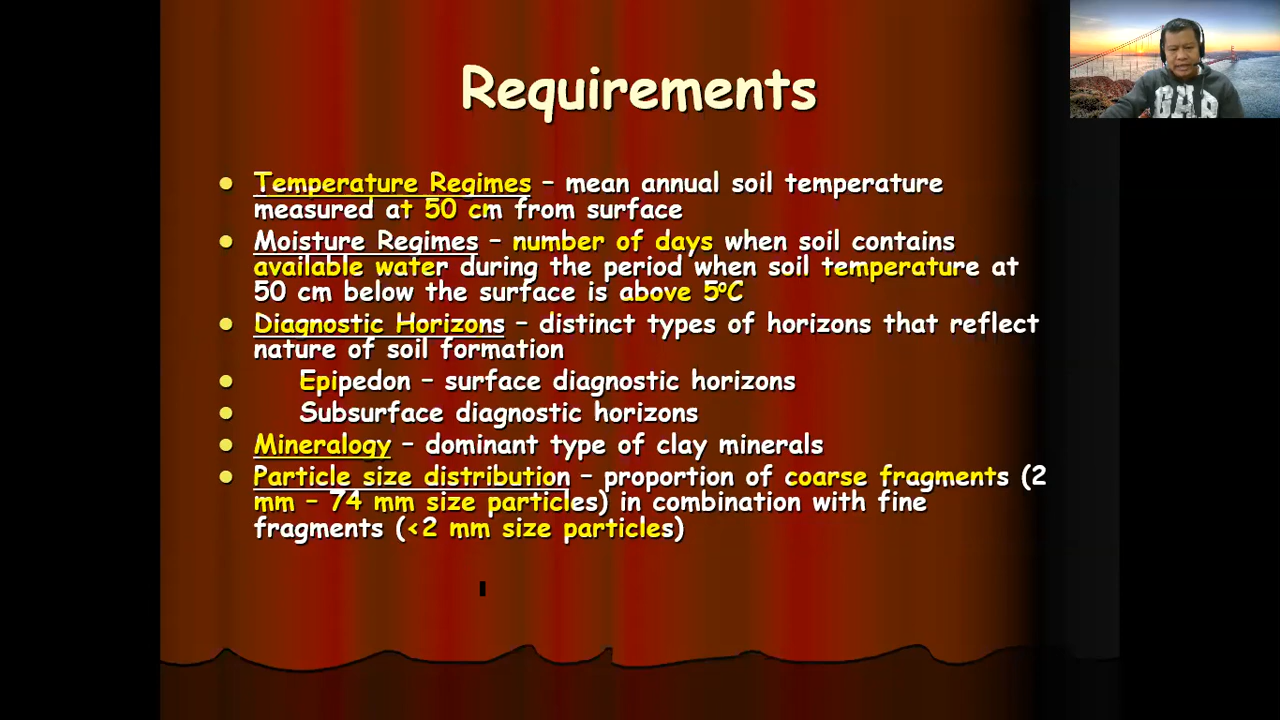 Requirements
GAP
• Temperature Regimes – mean annual soil temperature
measured at 50 cm from surface
• Moisture Regimes – number of days when soil contains
available water during the period when soil temperature at
50 cm below the surface is above 5°C
• Diagnostic Horizons – distinct types of horizons that reflect
nature of soil formation
• Epipedon – surface diagnostic horizons
• Subsurface diagnostic horizons
• Mineralogy – dominant type of clay minerals
• Particle size distribution – proportion of coarse fragments (2
mm – 74 mm size particles) in combination with fine
fragments (<2 mm size particles)